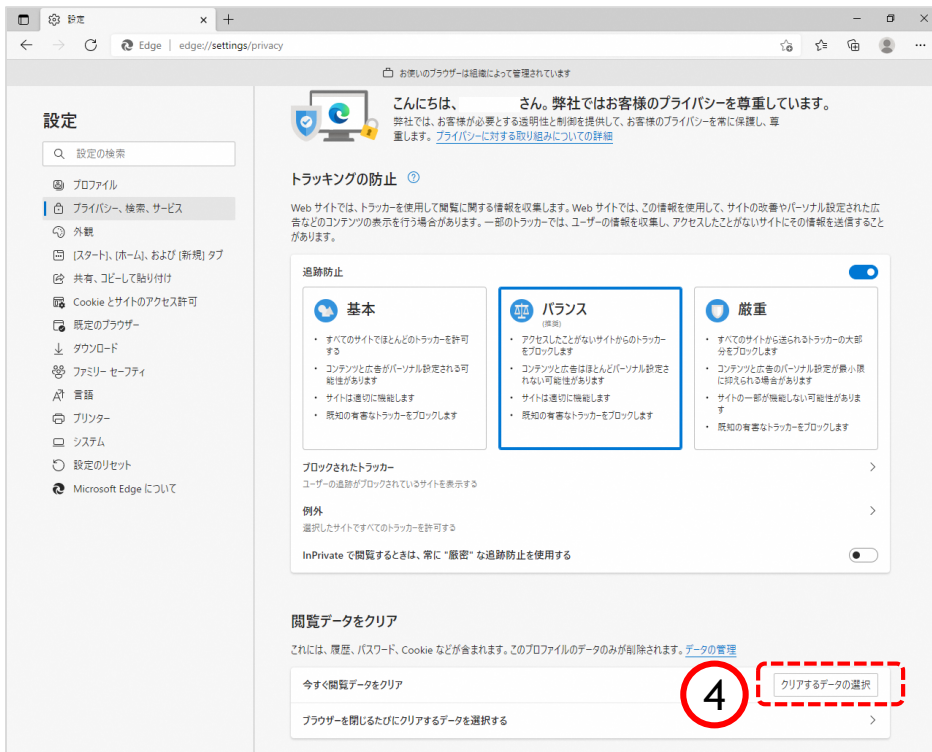 設定
Edge
edge://settings/privacy
お使いのブラウザーは組織によって管理されています
設定
設定の検索
プロファイル
プライバシー、検索、サービス
外観
[スタート]、[ホーム]、および [新規] タブ
共有、コピーして貼り付け
Cookie とサイトのアクセス許可
既定のブラウザー
ダウンロード
ファミリー セーフティ
言語
プリンター
システム
設定のリセット
Microsoft Edge について
こんにちは、 さん。弊社ではお客様のプライバシーを尊重しています。
弊社では、お客様が必要とする透明性と制御を提供して、お客様のプライバシーを常に保護し、尊
重します。プライバシーに対する取り組みについての詳細
トラッキングの防止
Web サイトでは、トラッカーを使用して閲覧に関する情報を収集します。Web サイトでは、この情報を使用して、サイトの改善やパーソナル設定された広
告などのコンテンツの表示を行う場合があります。一部のトラッカーでは、ユーザーの情報を収集し、アクセスしたことがないサイトにその情報を送信すること
があります。
追跡防止
基本
・ すべてのサイトでほとんどのトラッカーを許可
する
・ コンテンツと広告がパーソナル設定される可
能性があります
・ サイトは適切に機能します
・ 既知の有害なトラッカーをブロックします
バランス
(推奨)
・ アクセスしたことがないサイトからのトラッカー
をブロックします
・ コンテンツと広告はほとんどパーソナル設定さ
れない可能性があります
・ サイトは適切に機能します
・ 既知の有害なトラッカーをブロックします
厳重
・ すべてのサイトから送られるトラッカーの大部
分をブロックします
・ コンテンツと広告のパーソナル設定が最小限
に抑えられる場合があります
・ サイトの一部が機能しない可能性がありま
す
・ 既知の有害なトラッカーをブロックします
ブロックされたトラッカー
ユーザーの追跡がブロックされているサイトを表示する
例外
選択したサイトですべてのトラッカーを許可する
InPrivate で閲覧するときは、常に "厳密" な追跡防止を使用する
閲覧データをクリア
これには、履歴、パスワード、Cookie などが含まれます。このプロファイルのデータのみが削除されます。データの管理
今すぐ閲覧データをクリア
4
クリアするデータの選択
ブラウザーを閉じるたびにクリアするデータを選択する